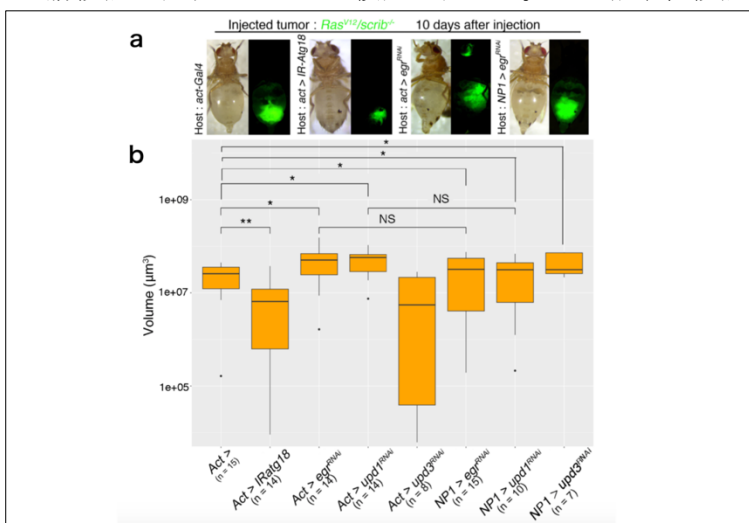 Injected tumor : Ras^V12/scrib^-/- 10 days after injection
a
Host : act-Gal4
Host : act > IR-Atg18
Host : act > egr^RNAi
Host : NP1 > egr^RNAi
b
*
*
*
*
NS
*
NS
**
1e+09
1e+07
1e+05
Volume (µm³)
Act >
(n = 15)
Act > IRatg18
(n = 14)
Act > egr^RNAi
(n = 14)
Act > upd1^RNAi
(n = 14)
Act > upd3^RNAi
(n = 8)
NP1 > egr^RNAi
(n = 15)
NP1 > upd1^RNAi
(n = 10)
NP1 > upd3^RNAi
(n = 7)